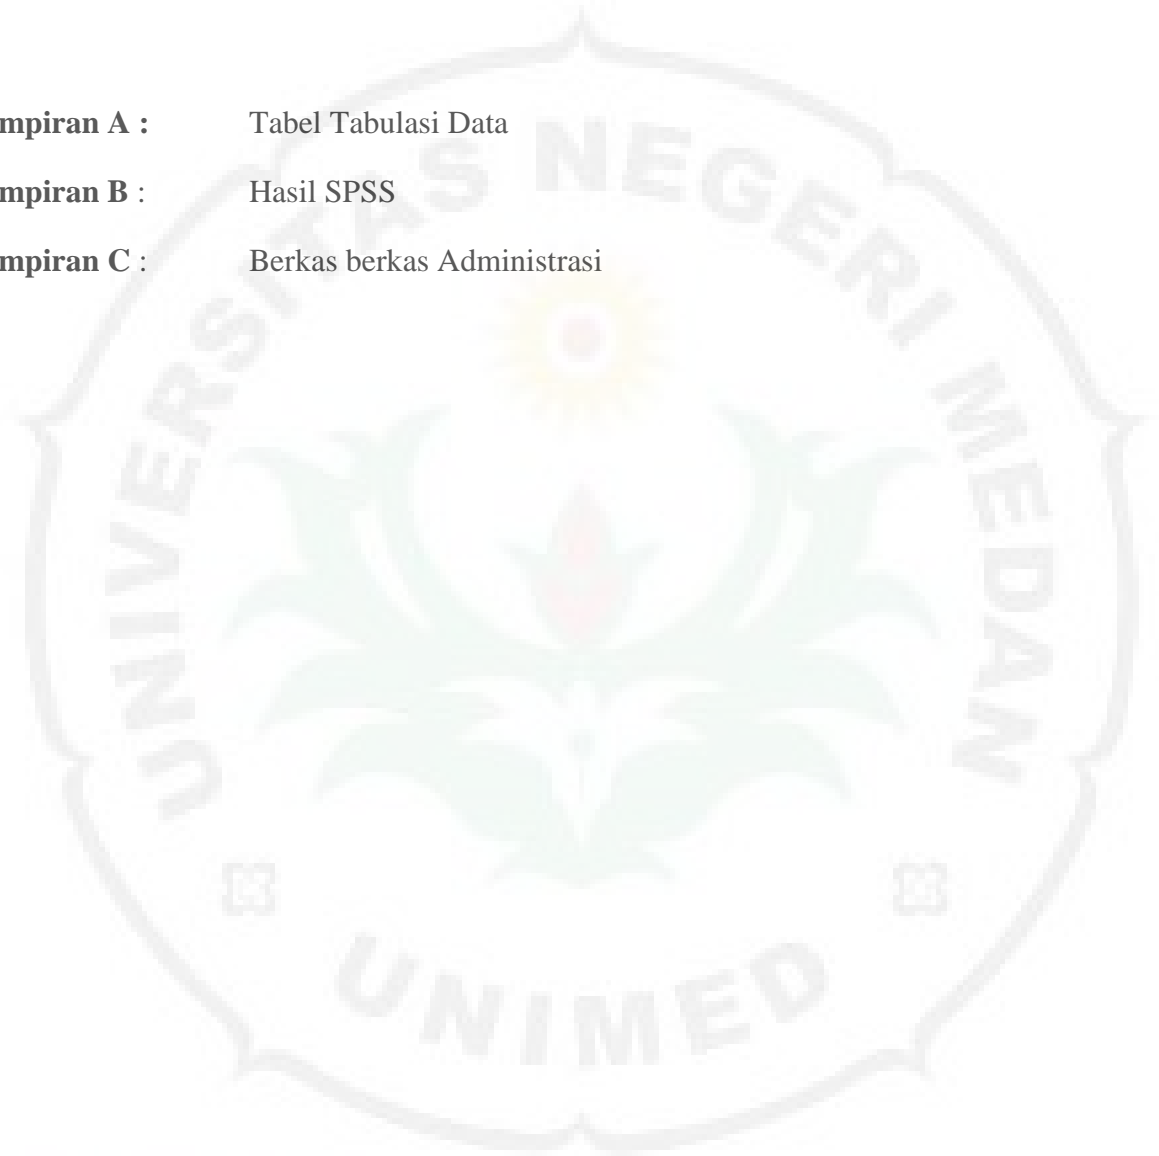 mpiran A : Tabel Tabulasi Data
mpiran B : Hasil SPSS
mpiran C : Berkas berkas Administrasi
UNIVERSITAS NEGERI MEDAN
UNIMED